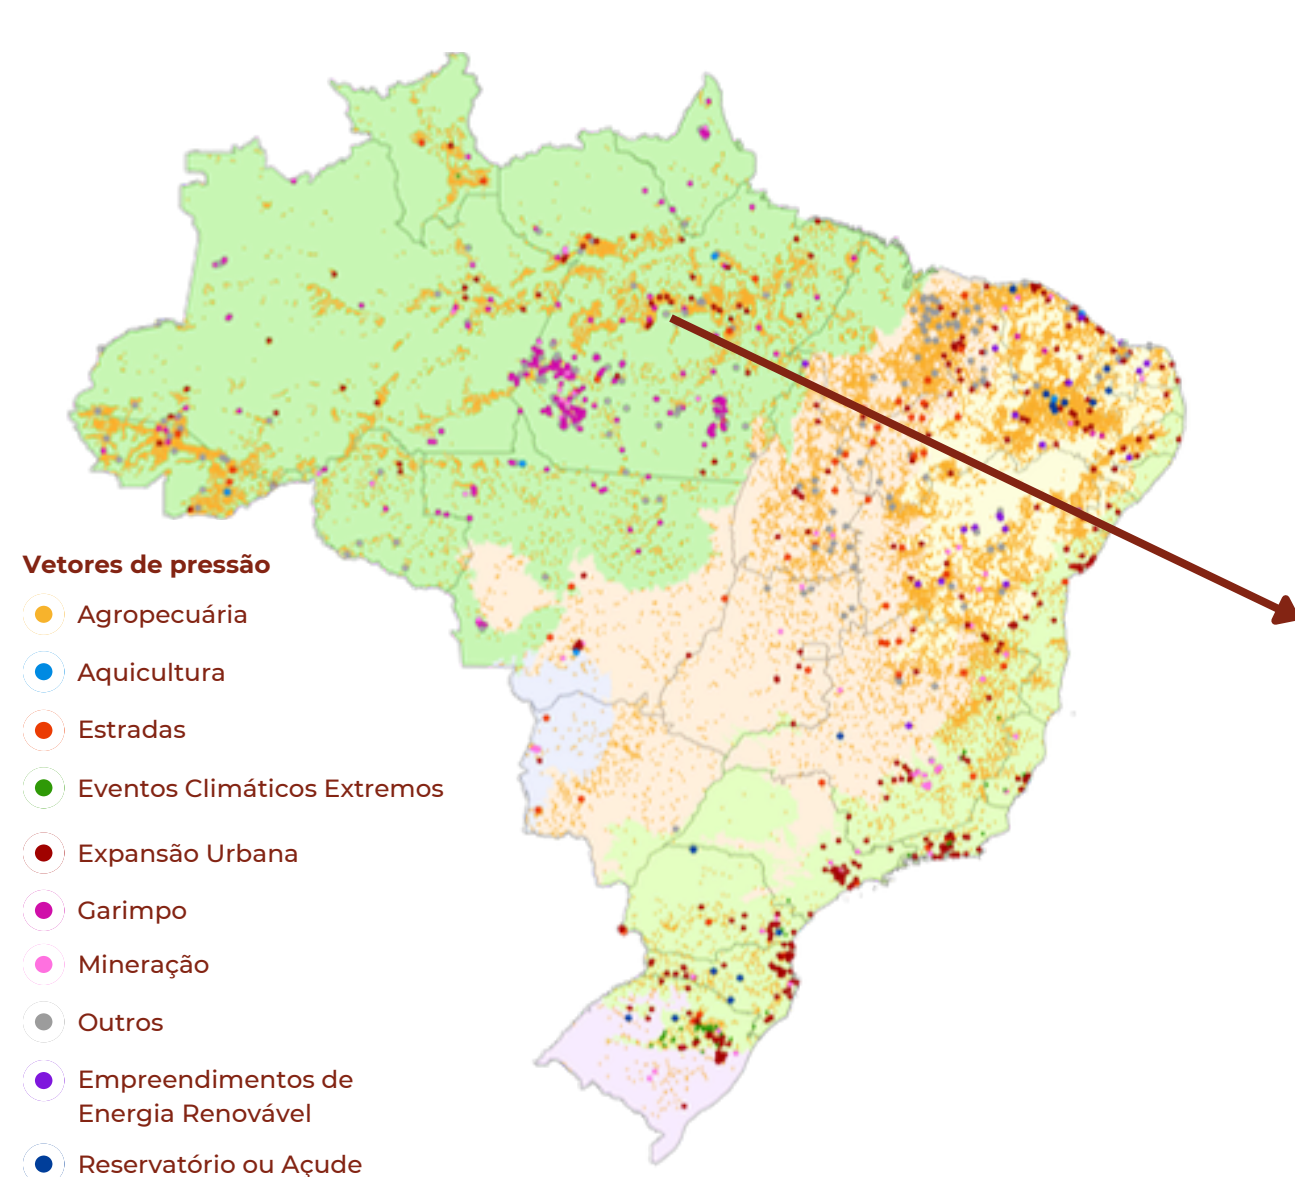 Vetores de pressão
Agropecuária
Aquicultura
Estradas
Eventos Climáticos Extremos
Expansão Urbana
Garimpo
Mineração
Outros
Empreendimentos de
Energia Renovável
Reservatório ou Açude